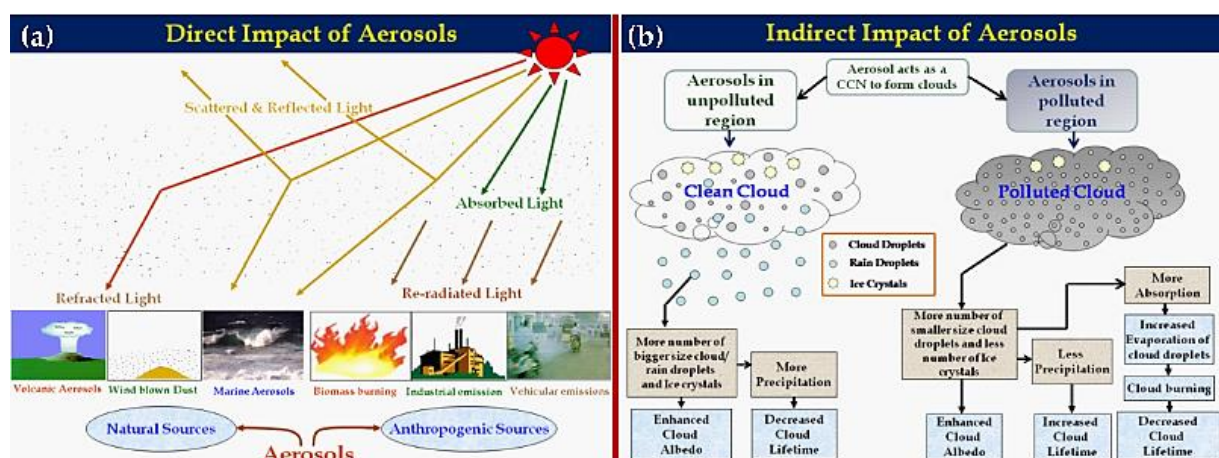 (a)
Direct Impact of Aerosols
Scattered & Reflected Light
Absorbed Light
Refracted Light
Re-radiated Light
Volcanic Aerosols
Wind blown Dust
Marine Aerosols
Biomass burning
Industrial emission
Vehicular emissions
Natural Sources
Anthropogenic Sources
Aerosols
(b)
Indirect Impact of Aerosols
Aerosols in
unpolluted
region
Aerosol acts as a
CCN to form clouds
Aerosols in
polluted
region
Clean Cloud
Polluted Cloud
Cloud Droplets
Rain Droplets
Ice Crystals
More number of
bigger size cloud/
rain droplets
and Ice crystals
More
Precipitation
Enhanced
Cloud
Albedo
Decreased
Cloud
Lifetime
More number of
smaller size cloud
droplets and less
number of Ice
crystals
Less
Precipitation
More
Absorption
Increased
Evaporation of
cloud droplets
Cloud burning
Enhanced
Cloud
Albedo
Increased
Cloud
Lifetime
Decreased
Cloud
Lifetime